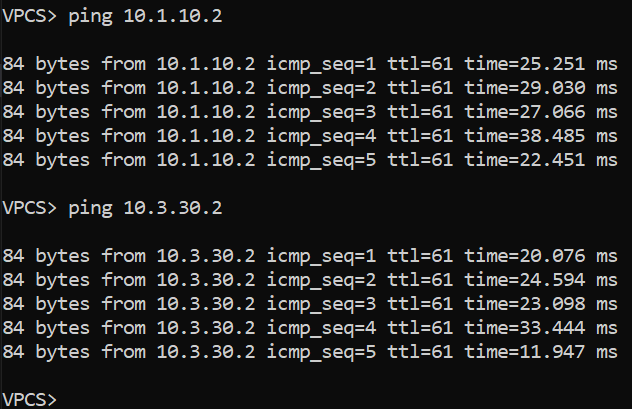 VPCS> ping 10.1.10.2
84 bytes from 10.1.10.2 icmp_seq=1 ttl=61 time=25.251 ms
84 bytes from 10.1.10.2 icmp_seq=2 ttl=61 time=29.030 ms
84 bytes from 10.1.10.2 icmp_seq=3 ttl=61 time=27.066 ms
84 bytes from 10.1.10.2 icmp_seq=4 ttl=61 time=38.485 ms
84 bytes from 10.1.10.2 icmp_seq=5 ttl=61 time=22.451 ms
VPCS> ping 10.3.30.2
84 bytes from 10.3.30.2 icmp_seq=1 ttl=61 time=20.076 ms
84 bytes from 10.3.30.2 icmp_seq=2 ttl=61 time=24.594 ms
84 bytes from 10.3.30.2 icmp_seq=3 ttl=61 time=23.098 ms
84 bytes from 10.3.30.2 icmp_seq=4 ttl=61 time=33.444 ms
84 bytes from 10.3.30.2 icmp_seq=5 ttl=61 time=11.947 ms
VPCS>